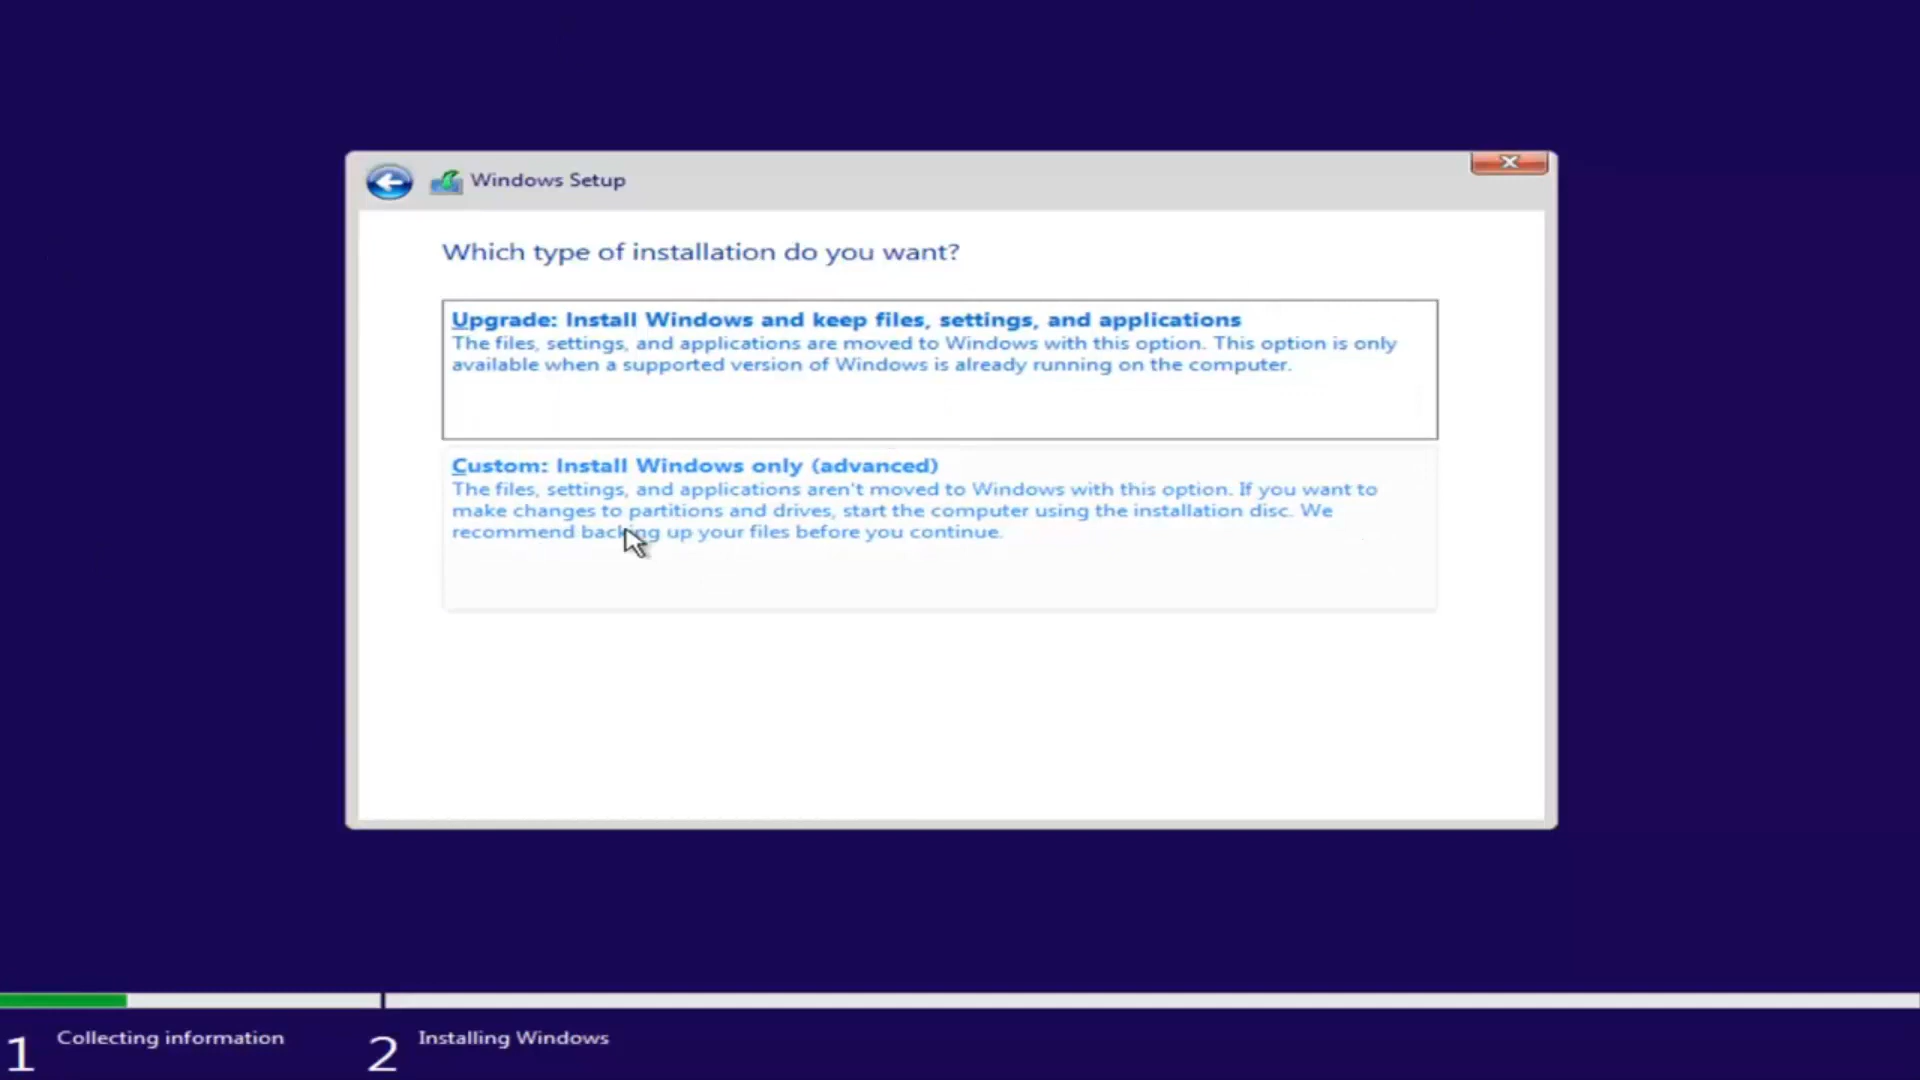 Windows Setup
Which type of installation do you want?
Upgrade: Install Windows and keep files, settings, and applications
The files, settings, and applications are moved to Windows with this option. This option is only
available when a supported version of Windows is already running on the computer.
Custom: Install Windows only (advanced)
The files, settings, and applications aren't moved to Windows with this option. If you want to
make changes to partitions and drives, start the computer using the installation disc. We
recommend backing up your files before you continue.
1 Collecting information
2 Installing Windows